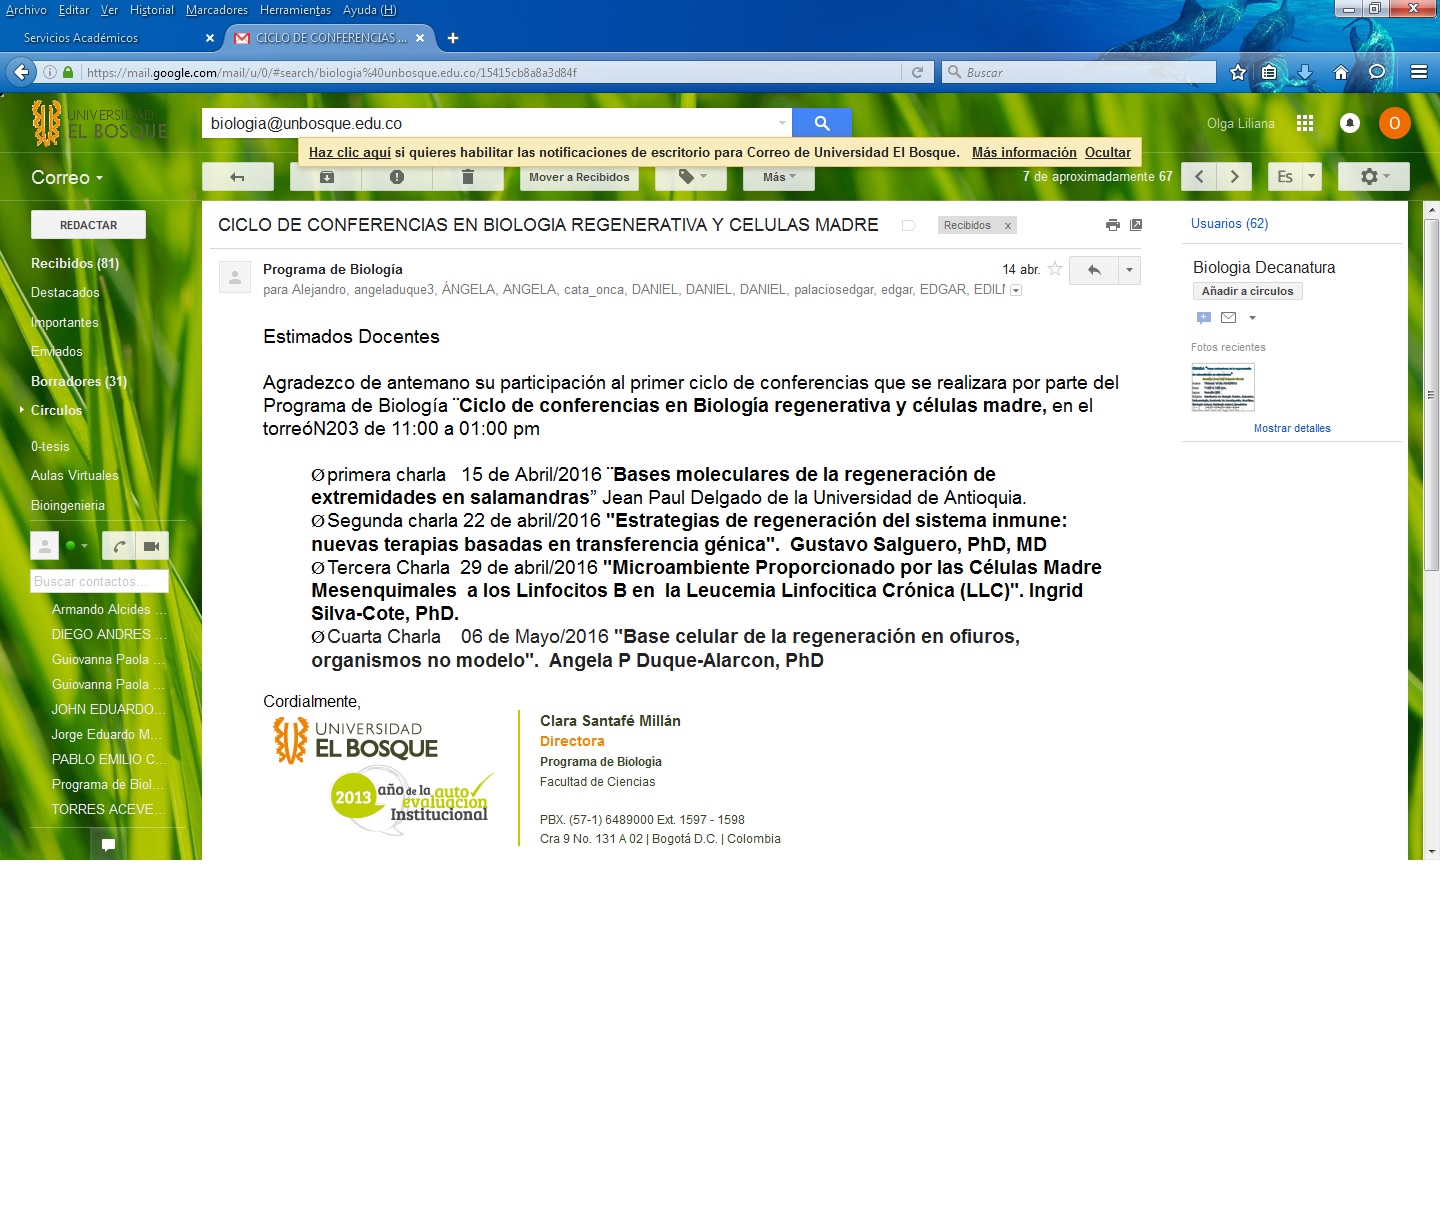 Archivo Editar Ver Historial Marcadores Herramientas Ayuda (H)
Servicios Académicos
CICLO DE CONFERENCIAS ...
https://mail.google.com/mail/u/0/#search/biologia%40unbosque.edu.co/15415cb8a8a3d84f
Buscar
UNIVERSIDAD
EL BOSQUE
biologia@unbosque.edu.co
Olga Liliana
O
Haz clic aquí si quieres habilitar las notificaciones de escritorio para Correo de Universidad El Bosque. Más información Ocultar
Correo
Mover a Recibidos
Más
7 de aproximadamente 67
Es
REDACTAR
Recibidos (81)
Destacados
Importantes
Enviados
Borradores (31)
Círculos
0-tesis
Aulas Virtuales
Bioingenieria
Buscar contactos...
Armando Alcides ...
DIEGO ANDRES ...
Guiovanna Paola ...
Guiovanna Paola ...
JOHN EDUARDO...
Jorge Eduardo M...
PABLO EMILIO C...
Programa de Biol...
TORRES ACEVE...
CICLO DE CONFERENCIAS EN BIOLOGIA REGENERATIVA Y CELULAS MADRE
Recibidos x
Programa de Biología
14 abr.
para Alejandro, angeladuque3, ÁNGELA, ANGELA, cata_onca, DANIEL, DANIEL, DANIEL, palaciosedgar, edgar, EDGAR, EDILM
Estimados Docentes
Agradezco de antemano su participación al primer ciclo de conferencias que se realizara por parte del
Programa de Biología ¨Ciclo de conferencias en Biología regenerativa y células madre, en el
torreóN203 de 11:00 a 01:00 pm
Ø primera charla 15 de Abril/2016 ¨Bases moleculares de la regeneración de
extremidades en salamandras” Jean Paul Delgado de la Universidad de Antioquia.
Ø Segunda charla 22 de abril/2016 "Estrategias de regeneración del sistema inmune:
nuevas terapias basadas en transferencia génica". Gustavo Salguero, PhD, MD
Ø Tercera Charla 29 de abril/2016 "Microambiente Proporcionado por las Células Madre
Mesenquimales a los Linfocitos B en la Leucemia Linfocitica Crónica (LLC)". Ingrid
Silva-Cote, PhD.
Ø Cuarta Charla 06 de Mayo/2016 "Base celular de la regeneración en ofiuros,
organismos no modelo". Angela P Duque-Alarcon, PhD
Cordialmente,
UNIVERSIDAD
EL BOSQUE
2013 año de la auto
evaluación
Institucional
Clara Santafé Millán
Directora
Programa de Biología
Facultad de Ciencias
PBX. (57-1) 6489000 Ext. 1597 - 1598
Cra 9 No. 131 A 02 | Bogotá D.C. | Colombia
Usuarios (62)
Biologia Decanatura
Añadir a círculos
Fotos recientes
Mostrar detalles